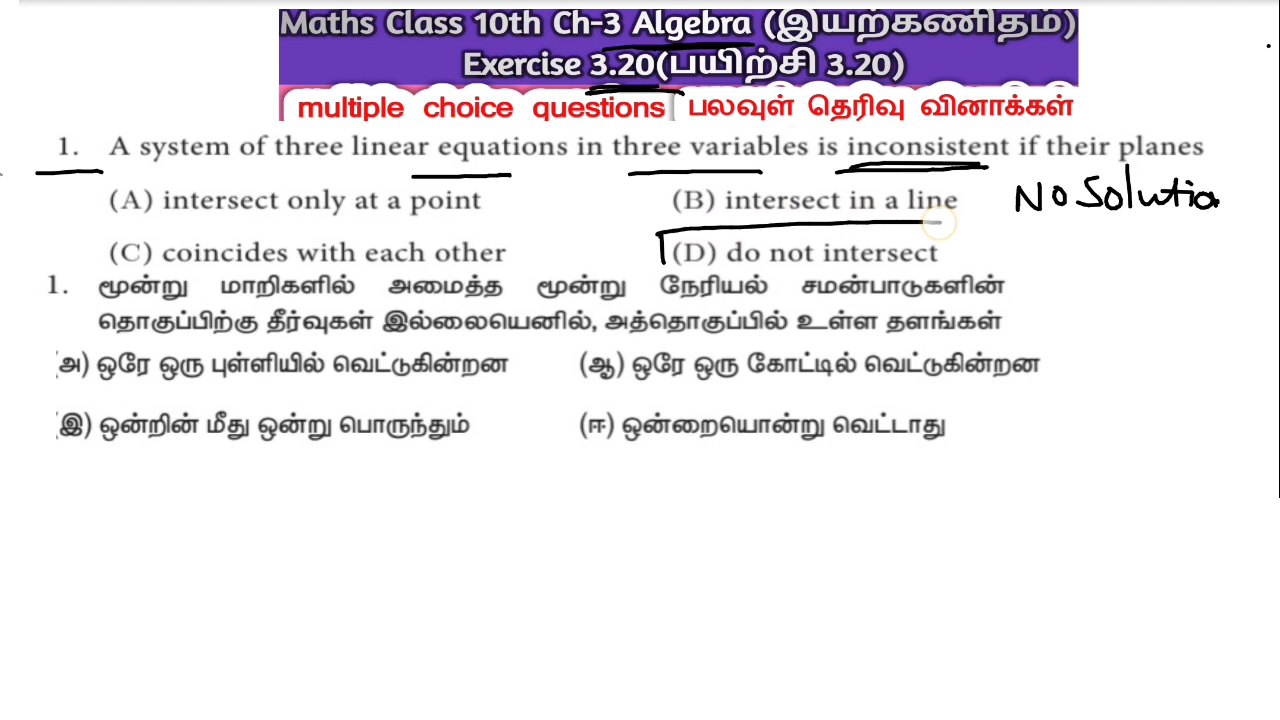 Maths Class 10th Ch-3 Algebra (இயற்கணிதம்)
Exercise 3.20(பயிற்சி 3.20)
multiple choice questions பலவுள் தெரிவு வினாக்கள்
1. A system of three linear equations in three variables is inconsistent if their planes
(A) intersect only at a point (B) intersect in a line No Solutio
(C) coincides with each other (D) do not intersect
1. மூன்று மாறிகளில் அமைத்த மூன்று நேரியல் சமன்பாடுகளின்
தொகுப்பிற்கு தீர்வுகள் இல்லையெனில், அத்தொகுப்பில் உள்ள தளங்கள்
(அ) ஒரே ஒரு புள்ளியில் வெட்டுகின்றன (ஆ) ஒரே ஒரு கோட்டில் வெட்டுகின்றன
(இ) ஒன்றின் மீது ஒன்று பொருந்தும் (ஈ) ஒன்றையொன்று வெட்டாது